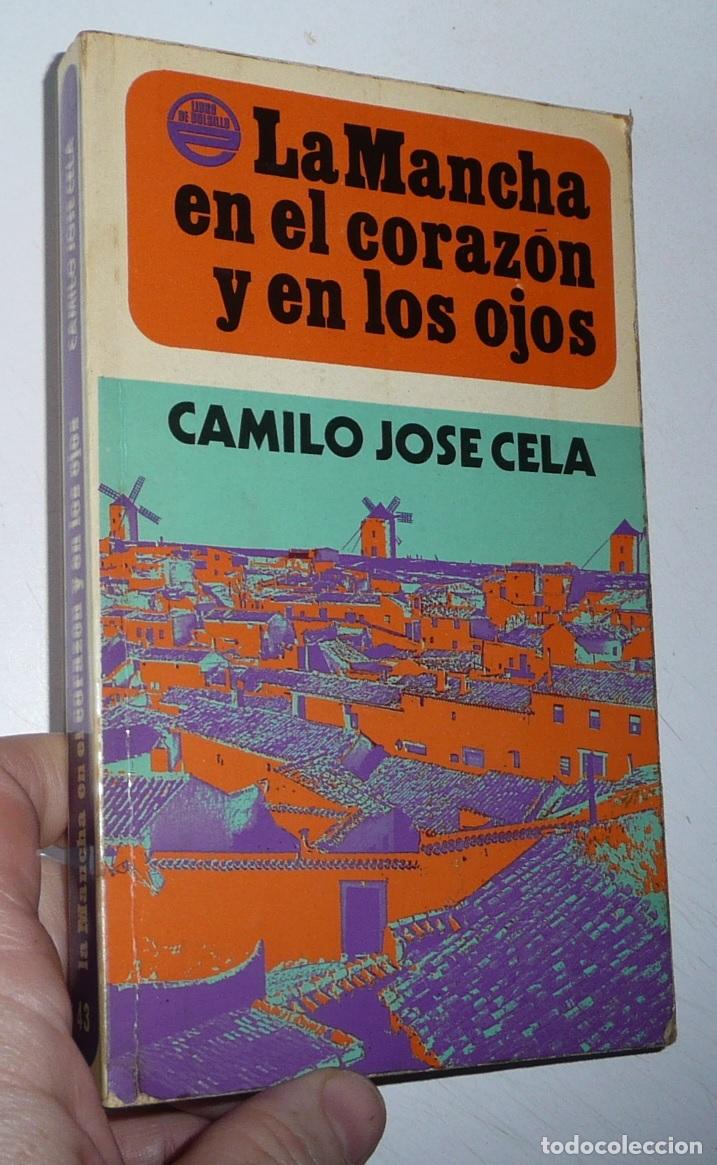 LIBRO
DE BOLSILLO
La Mancha
en el corazón
y en los ojos
CAMILO JOSE CELA
CAMILO JOSE CELA
la Mancha en el corazón y en los ojos
43
todocoleccion